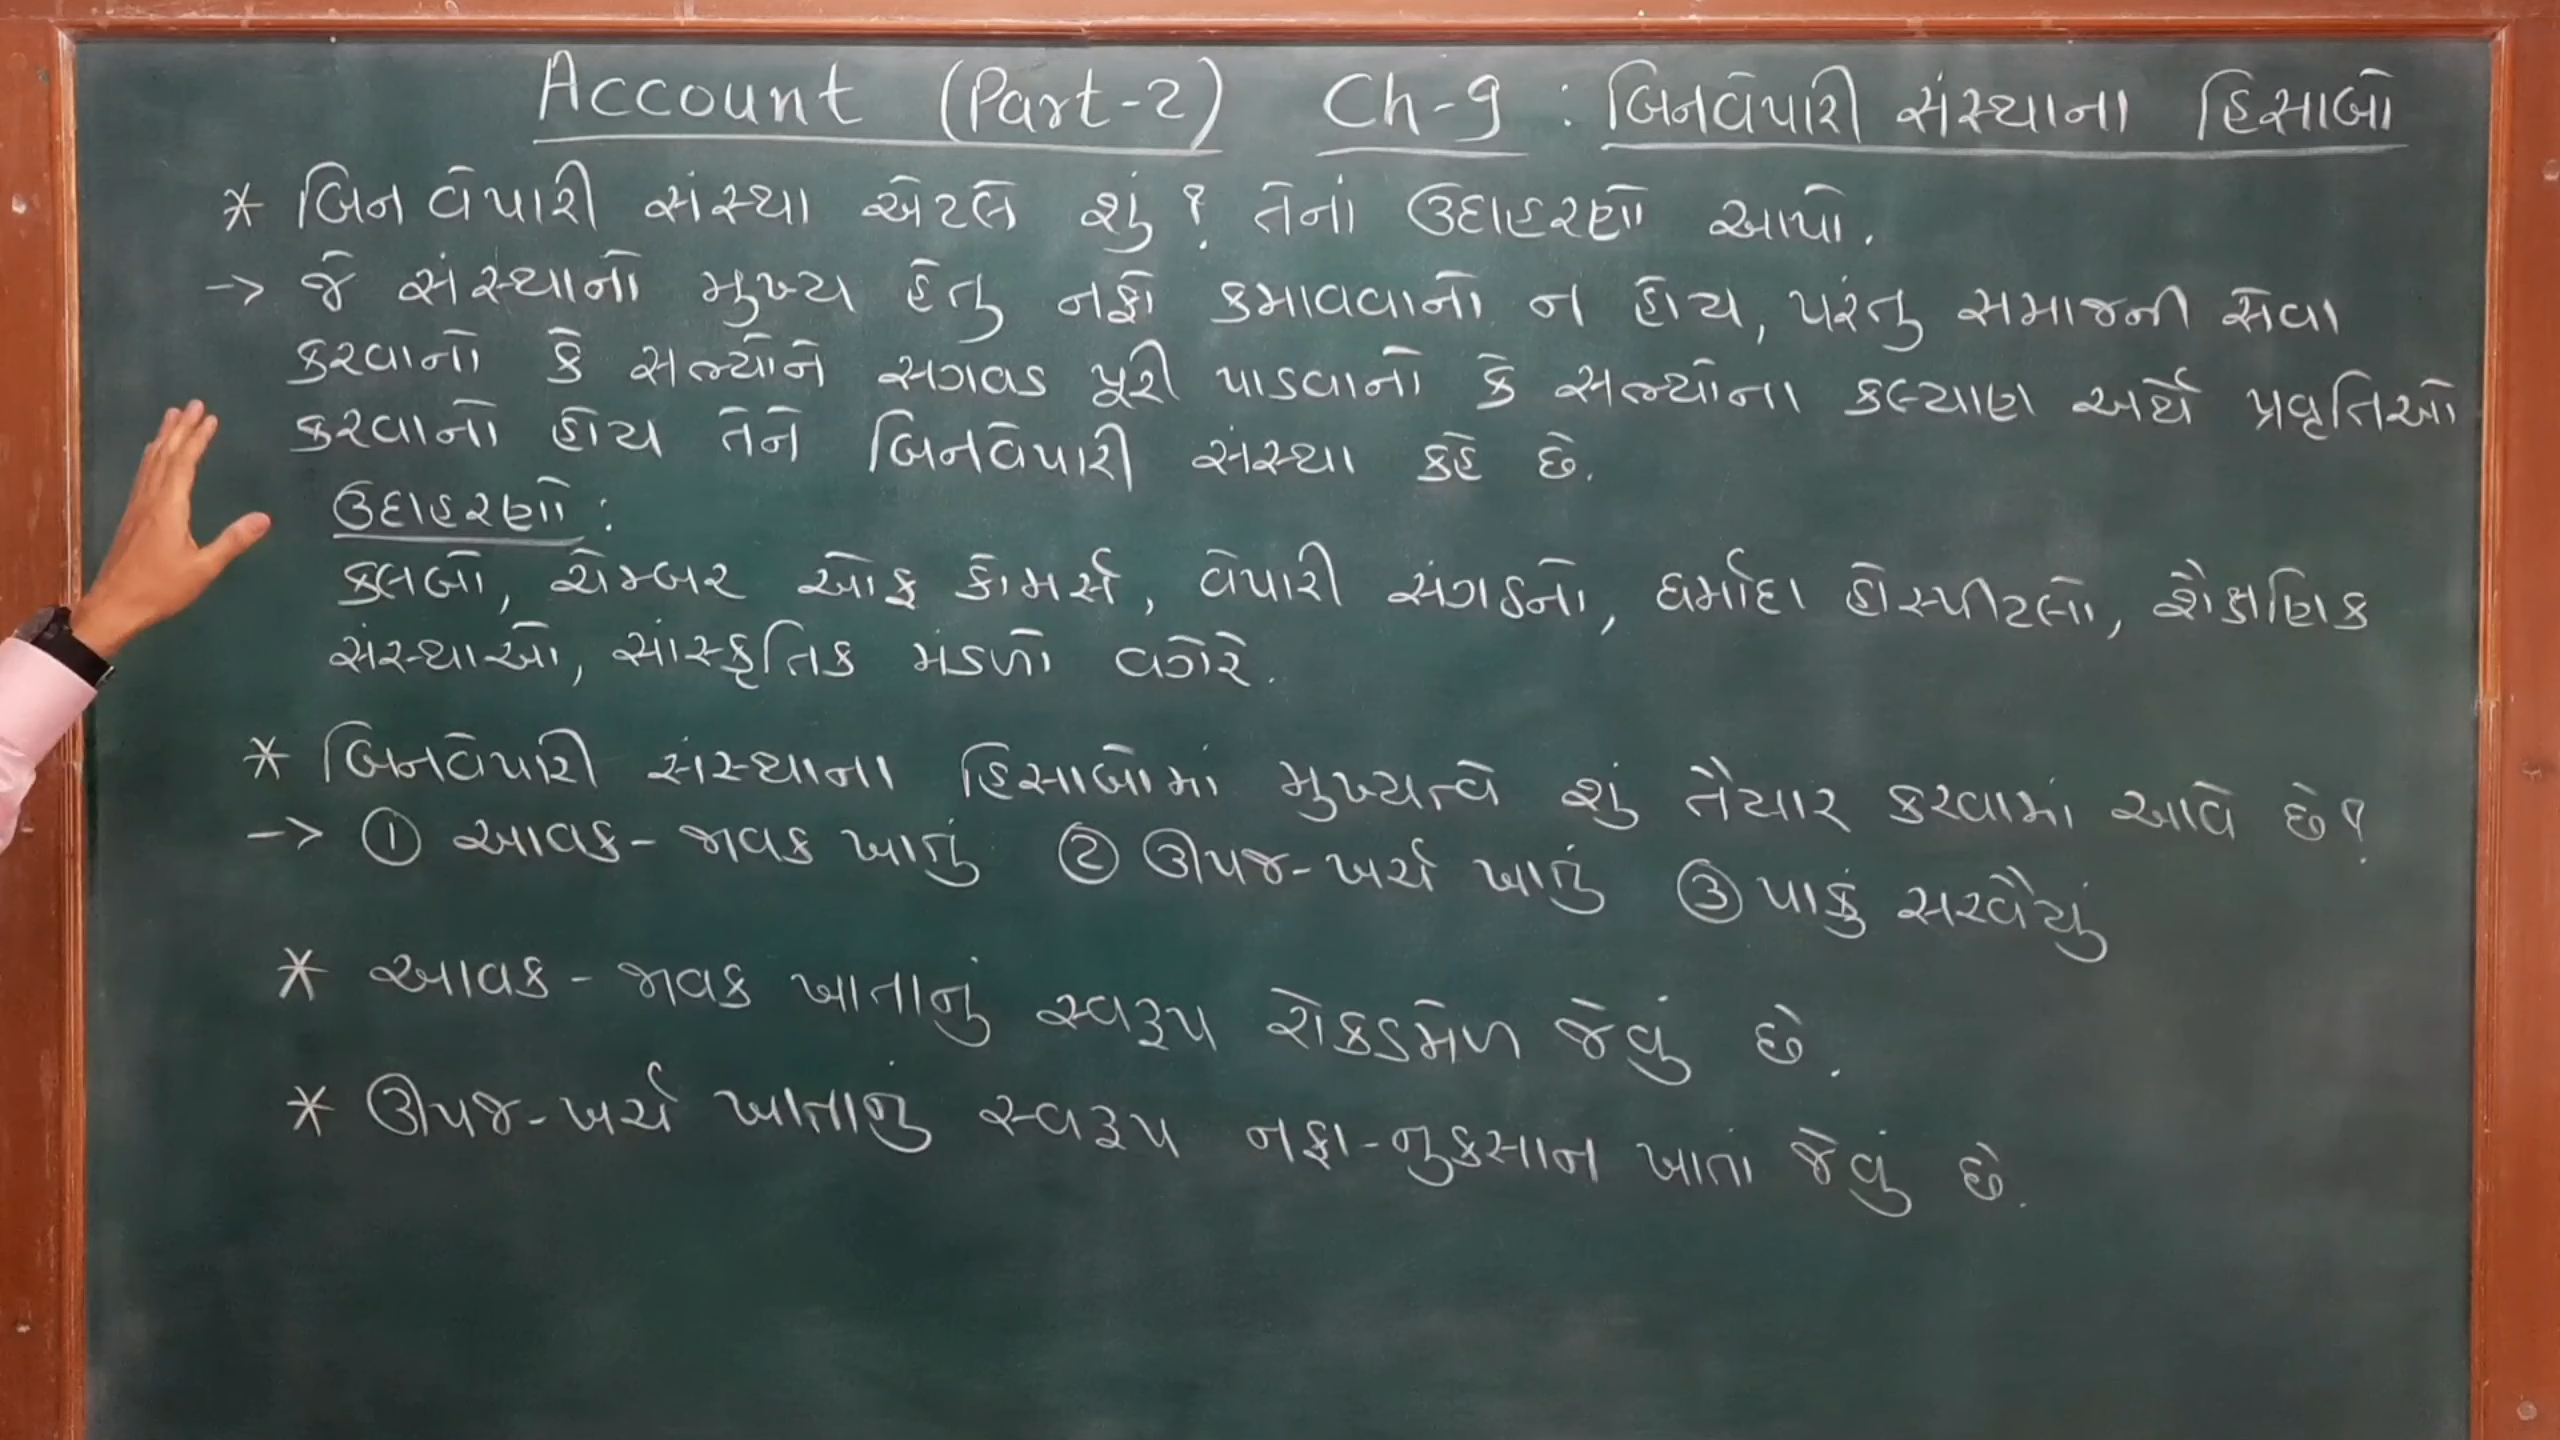 Account (Part-2) Ch-9 : બિનવેપારી સંસ્થાના હિસાબો
* બિન વેપારી સંસ્થા એટલે શું? તેનાં ઉદાહરણો આપો.
→ જે સંસ્થાનો મુખ્ય હેતુ નફો કમાવવાનો ન હોય, પરંતુ સમાજની સેવા
કરવાનો કે સભ્યોને સગવડ પૂરી પાડવાનો કે સભ્યોના કલ્યાણ અર્થે પ્રવૃતિઓ
કરવાનો હોય તેને બિનવેપારી સંસ્થા કહે છે.
ઉદાહરણો :
કલબો, ચેમ્બર ઓફ કોમર્સ, વેપારી સંગઠનો, ધર્માદા હોસ્પીટલો, શૈક્ષણિક
સંસ્થાઓ, સાંસ્કૃતિક મંડળો વગેરે.
* બિનવેપારી સંસ્થાના હિસાબોમાં મુખ્યત્વે શું તૈયાર કરવામાં આવે છે?
→ ① આવક-જાવક ખાતું ② ઊપજ-ખર્ચ ખાતું ③ પાકું સરવૈયું
* આવક-જાવક ખાતાનું સ્વરૂપ રોકડમેળ જેવું છે.
* ઊપજ-ખર્ચ ખાતાનું સ્વરૂપ નફા-નુકસાન ખાતા જેવું છે.